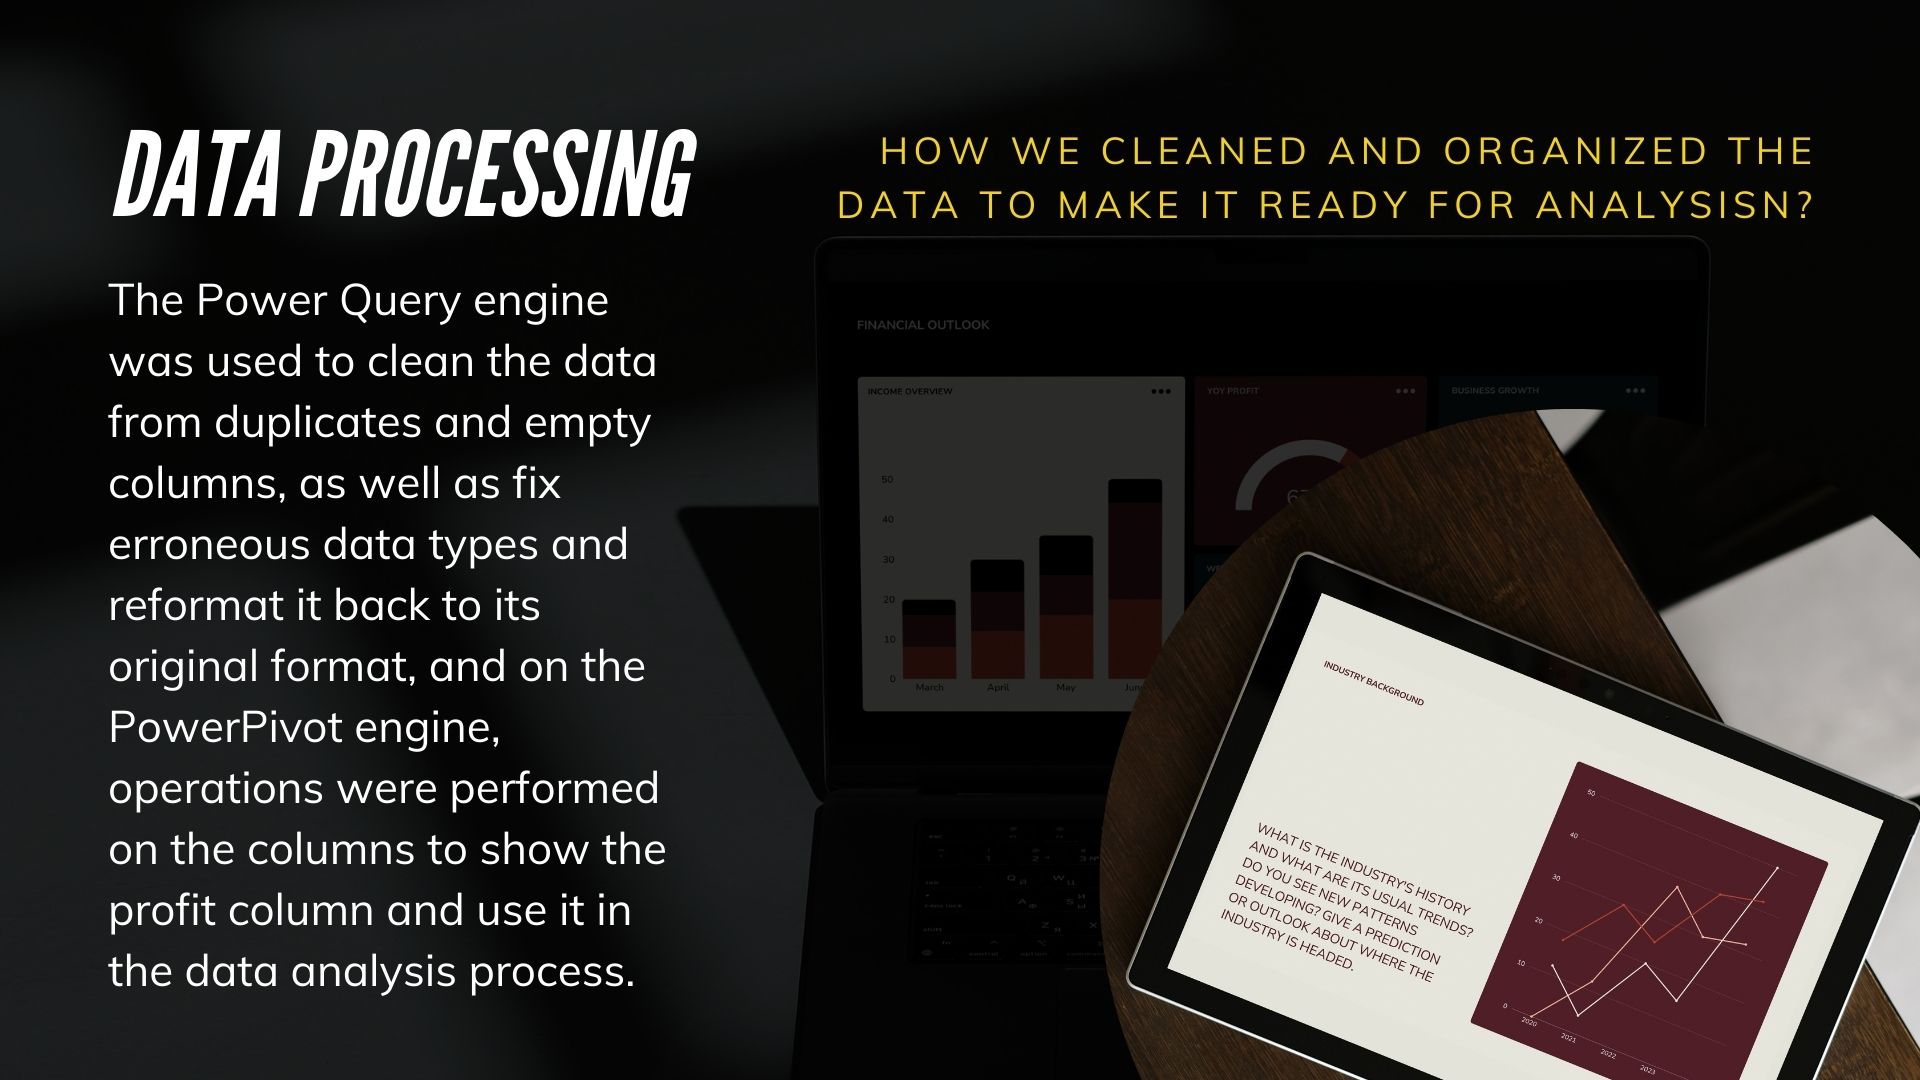 DATA PROCESSING
HOW WE CLEANED AND ORGANIZED THE
DATA TO MAKE IT READY FOR ANALYSISN?
The Power Query engine
was used to clean the data
from duplicates and empty
columns, as well as fix
erroneous data types and
reformat it back to its
original format, and on the
PowerPivot engine,
operations were performed
on the columns to show the
profit column and use it in
the data analysis process.
FINANCIAL OUTLOOK
INCOME OVERVIEW
YOY PROFIT
BUSINESS GROWTH
50
40
30
20
10
0
March
April
May
INDUSTRY BACKGROUND
WHAT IS THE INDUSTRY'S HISTORY
AND WHAT ARE ITS USUAL TRENDS?
DO YOU SEE NEW PATTERNS
DEVELOPING? GIVE A PREDICTION
OR OUTLOOK ABOUT WHERE THE
INDUSTRY IS HEADED.
50
40
30
20
10
0
2020
2021
2022
2023